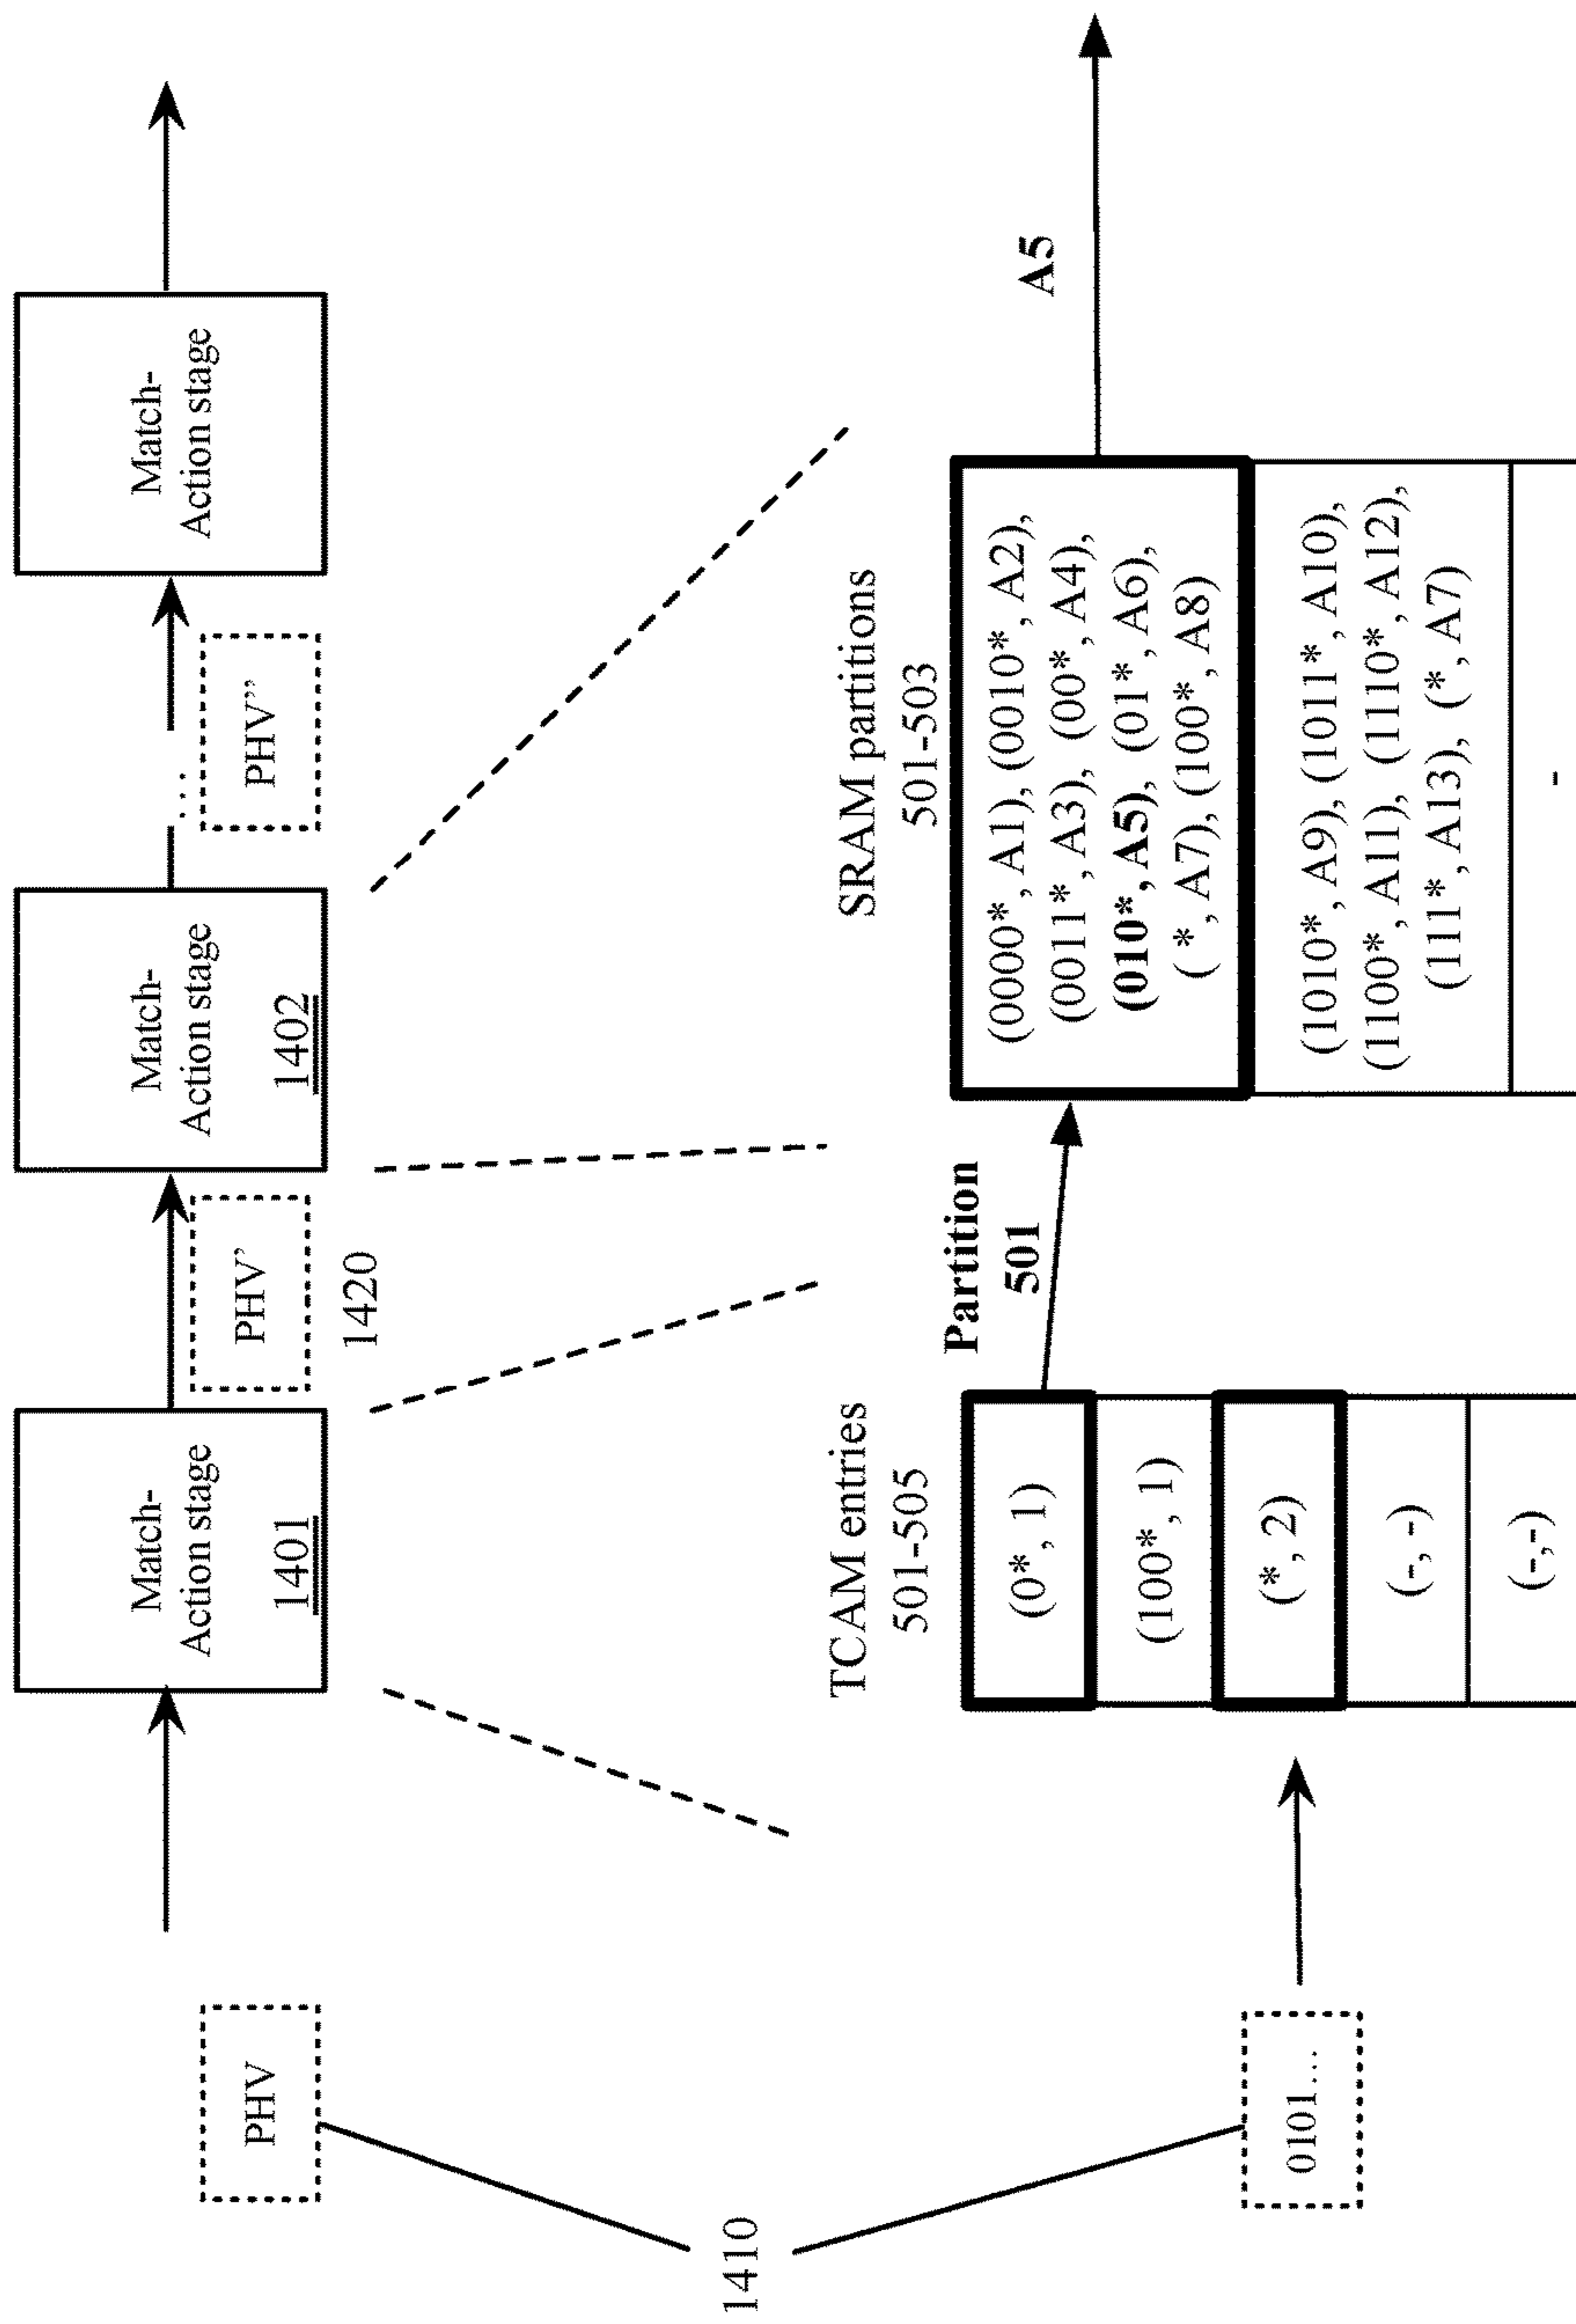 PHV
Match-
Action stage
1401
PHV’
1420
Match-
Action stage
1402
...
PHV’’
Match-
Action stage
1410
0101...
TCAM entries
501-505
(0*, 1)
(100*, 1)
(*, 2)
(-, -)
(-,-)
Partition
501
SRAM partitions
501-503
(0000*, A1), (0010*, A2),
(0011*, A3), (00*, A4),
(010*, A5), (01*, A6),
(*, A7), (100*, A8)
(1010*, A9), (1011*, A10),
(1100*, A11), (1110*, A12),
(111*, A13), (*, A7)
-
A5